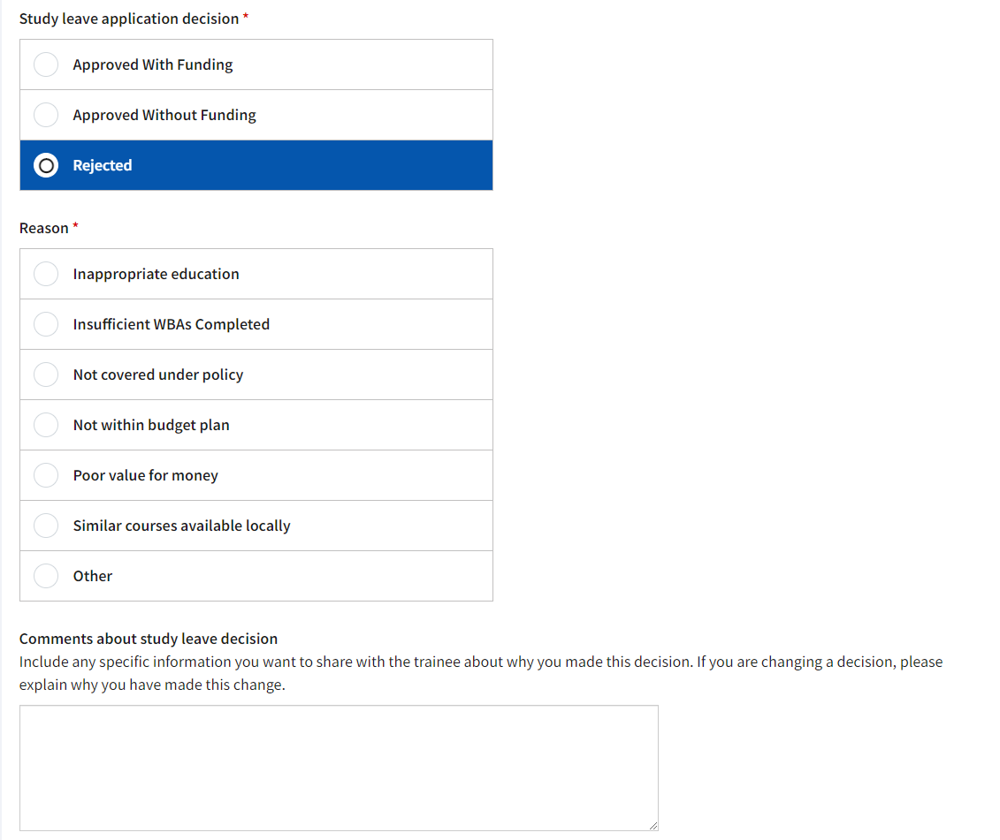 Study leave application decision *
Approved With Funding
Approved Without Funding
Rejected
Reason *
Inappropriate education
Insufficient WBAs Completed
Not covered under policy
Not within budget plan
Poor value for money
Similar courses available locally
Other
Comments about study leave decision
Include any specific information you want to share with the trainee about why you made this decision. If you are changing a decision, please
explain why you have made this change.